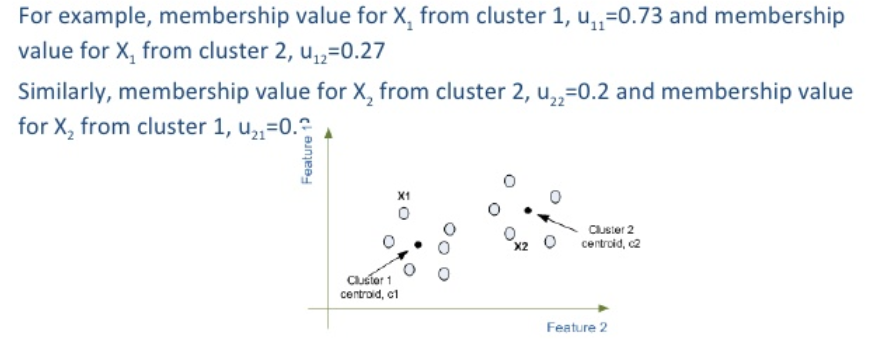 For example, membership value for X₁ from cluster 1, u₁₁=0.73 and membership
value for X₁ from cluster 2, u₁₂=0.27
Similarly, membership value for X₂ from cluster 2, u₂₂=0.2 and membership value
for X₂ from cluster 1, u₂₁=0.
Feature 1
X1
Cluster 2
centroid, c2
X2
Cluster 1
centroid, c1
Feature 2